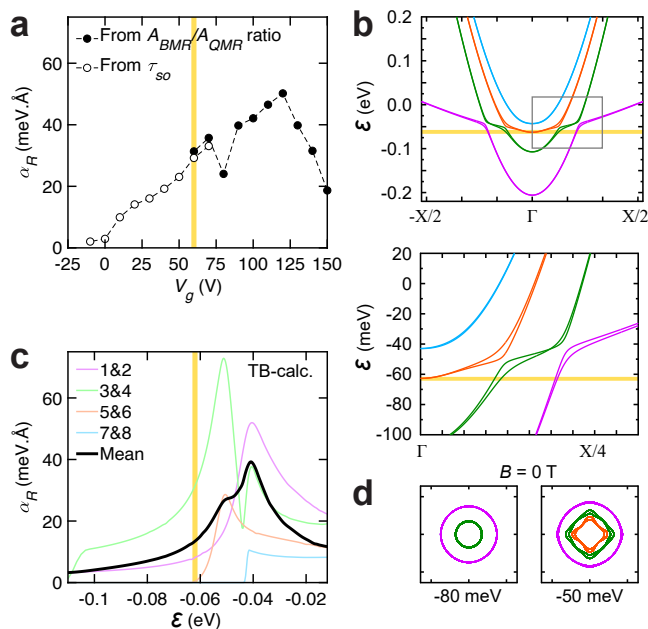 a
From A_BMR/A_QMR ratio
From τ_so
α_R (meV.Å)
60
40
20
0
-25
0
25
50
75
100
125
150
V_g (V)
b
ε (eV)
0.2
0.1
0.0
-0.1
-0.2
-X/2
Γ
X/2
ε (meV)
20
0
-20
-40
-60
-80
-100
Γ
X/4
c
TB-calc.
1&2
3&4
5&6
7&8
Mean
α_R (meV.Å)
60
40
20
0
-0.1
-0.08
-0.06
-0.04
-0.02
ε (eV)
d
B = 0 T
-80 meV
-50 meV